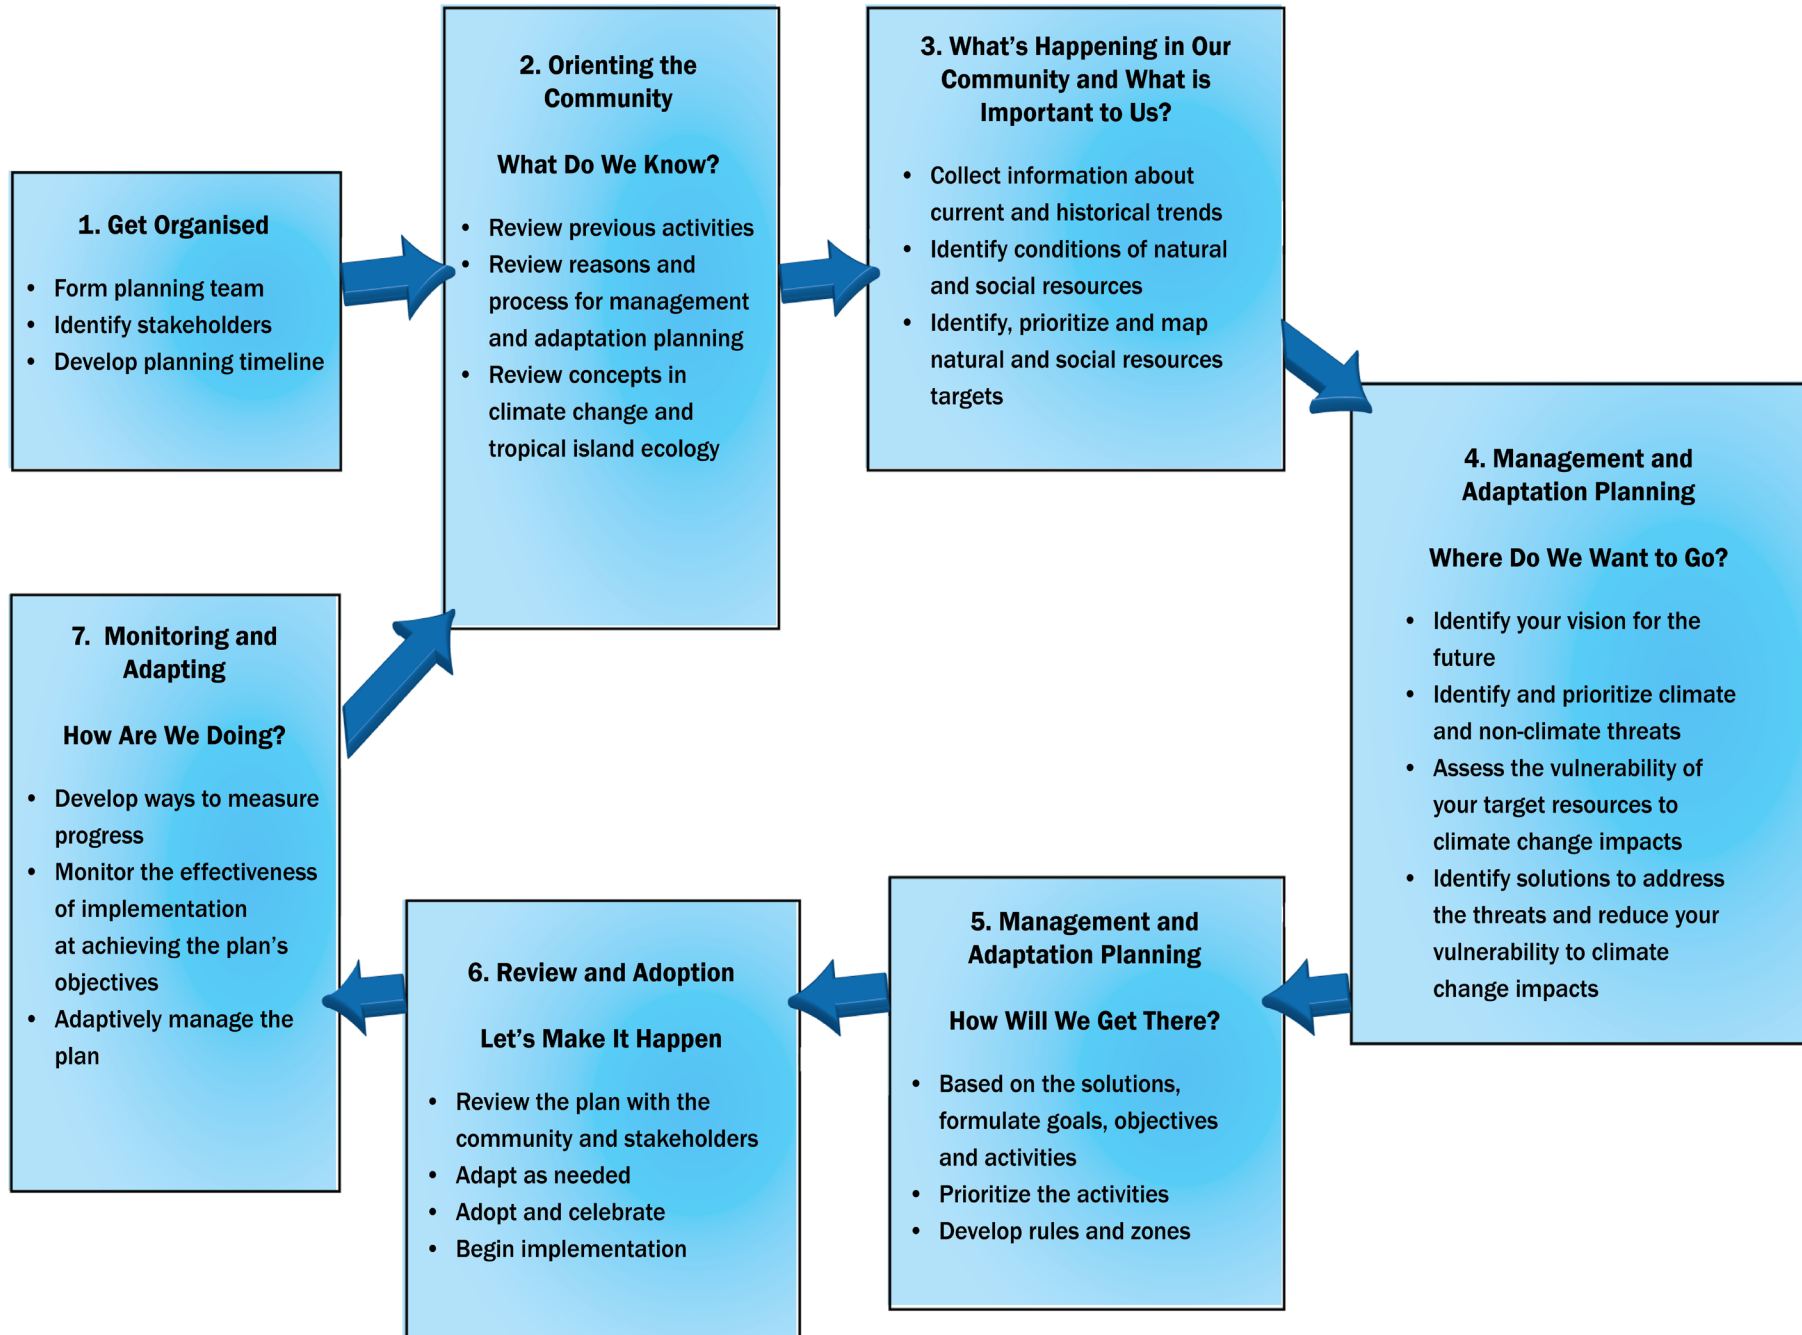 1. Get Organised
• Form planning team
• Identify stakeholders
• Develop planning timeline
2. Orienting the
Community
What Do We Know?
• Review previous activities
• Review reasons and
process for management
and adaptation planning
• Review concepts in
climate change and
tropical island ecology
3. What's Happening in Our
Community and What is
Important to Us?
• Collect information about
current and historical trends
• Identify conditions of natural
and social resources
• Identify, prioritize and map
natural and social resources
targets
4. Management and
Adaptation Planning
Where Do We Want to Go?
• Identify your vision for the
future
• Identify and prioritize climate
and non-climate threats
• Assess the vulnerability of
your target resources to
climate change impacts
• Identify solutions to address
the threats and reduce your
vulnerability to climate
change impacts
5. Management and
Adaptation Planning
How Will We Get There?
• Based on the solutions,
formulate goals, objectives
and activities
• Prioritize the activities
• Develop rules and zones
6. Review and Adoption
Let's Make It Happen
• Review the plan with the
community and stakeholders
• Adapt as needed
• Adopt and celebrate
• Begin implementation
7. Monitoring and
Adapting
How Are We Doing?
• Develop ways to measure
progress
• Monitor the effectiveness
of implementation
at achieving the plan's
objectives
• Adaptively manage the
plan